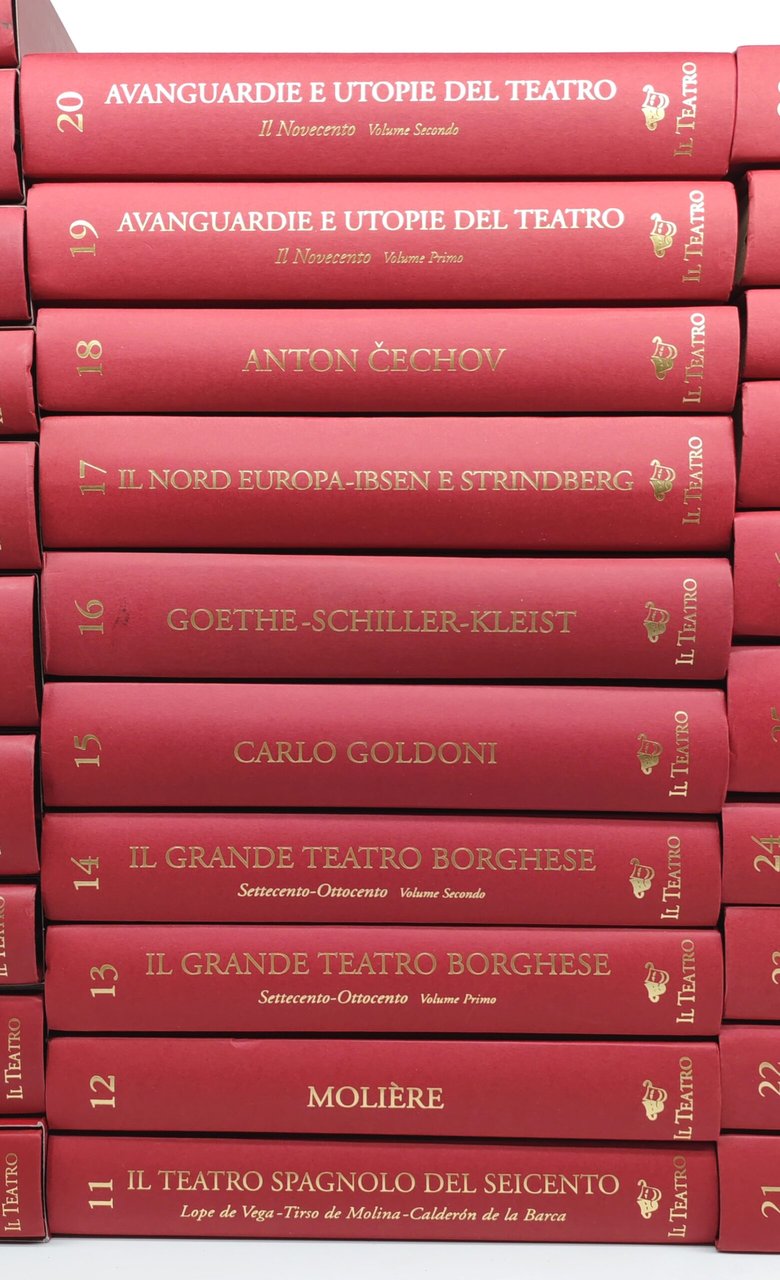 20
AVANGUARDIE E UTOPIE DEL TEATRO
Il Novecento Volume Secondo
IL TEATRO
19
AVANGUARDIE E UTOPIE DEL TEATRO
Il Novecento Volume Primo
IL TEATRO
18
ANTON ČECHOV
IL TEATRO
17
IL NORD EUROPA-IBSEN E STRINDBERG
IL TEATRO
16
GOETHE-SCHILLER-KLEIST
IL TEATRO
15
CARLO GOLDONI
IL TEATRO
14
IL GRANDE TEATRO BORGHESE
Settecento-Ottocento Volume Secondo
IL TEATRO
13
IL GRANDE TEATRO BORGHESE
Settecento-Ottocento Volume Primo
IL TEATRO
12
MOLIÈRE
IL TEATRO
11
IL TEATRO SPAGNOLO DEL SEICENTO
Lope de Vega-Tirso de Molina-Calderón de la Barca
IL TEATRO
IL TEATRO
IL TEATRO
IL TEATRO
24
22
21